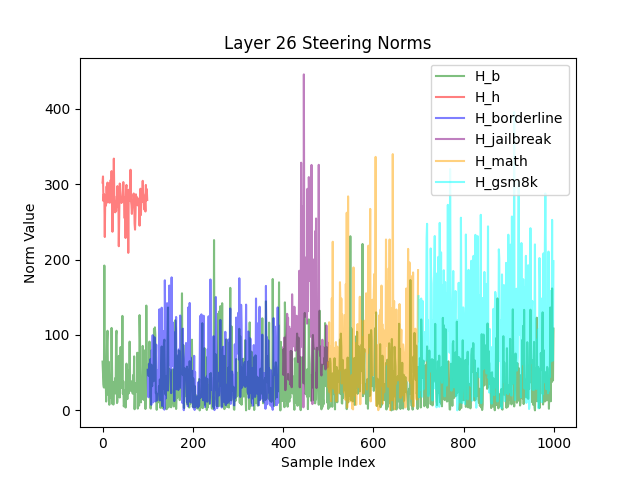 Layer 26 Steering Norms
H_b
H_h
H_borderline
H_jailbreak
H_math
H_gsm8k
400
300
200
100
0
Norm Value
0
200
400
600
800
1000
Sample Index